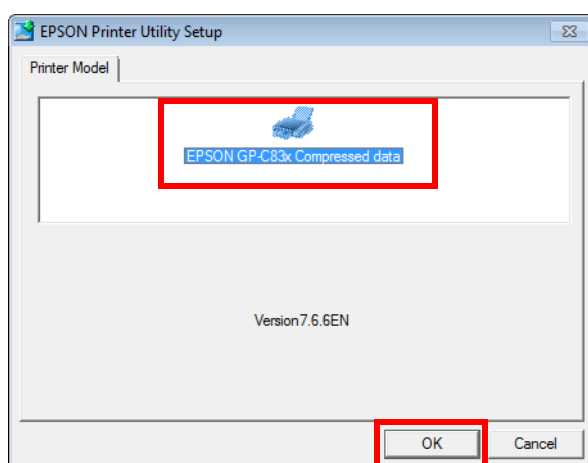 EPSON Printer Utility Setup
Printer Model
EPSON GP-C83x Compressed data
Version7.6.6EN
OK Cancel